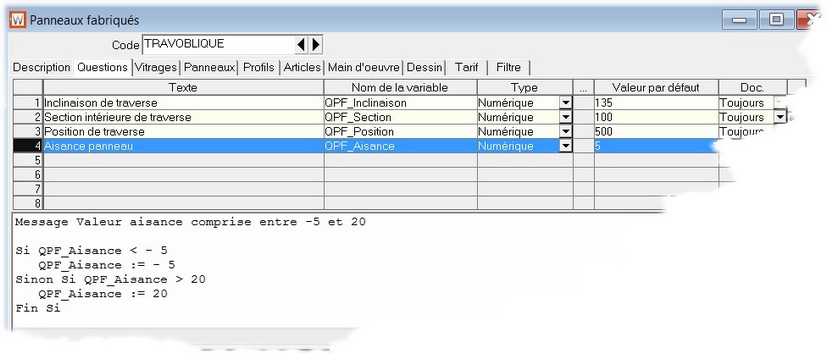 Panneaux fabriqués
Code TRAVOBLIQUE
Description Questions Vitrages Panneaux Profils Articles Main d'oeuvre Dessin Tarif Filtre
Texte Nom de la variable Type ... Valeur par défaut Doc.
1 Inclinaison de traverse QPF_Inclinaison Numérique 135 Toujours
2 Section intérieure de traverse QPF_Section Numérique 100 Toujours
3 Position de traverse QPF_Position Numérique 500 Toujours
4 Aisance panneau QPF_Aisance Numérique 5
5
6
7
8
Message Valeur aisance comprise entre -5 et 20
Si QPF_Aisance < - 5
QPF_Aisance := - 5
Sinon Si QPF_Aisance > 20
QPF_Aisance := 20
Fin Si